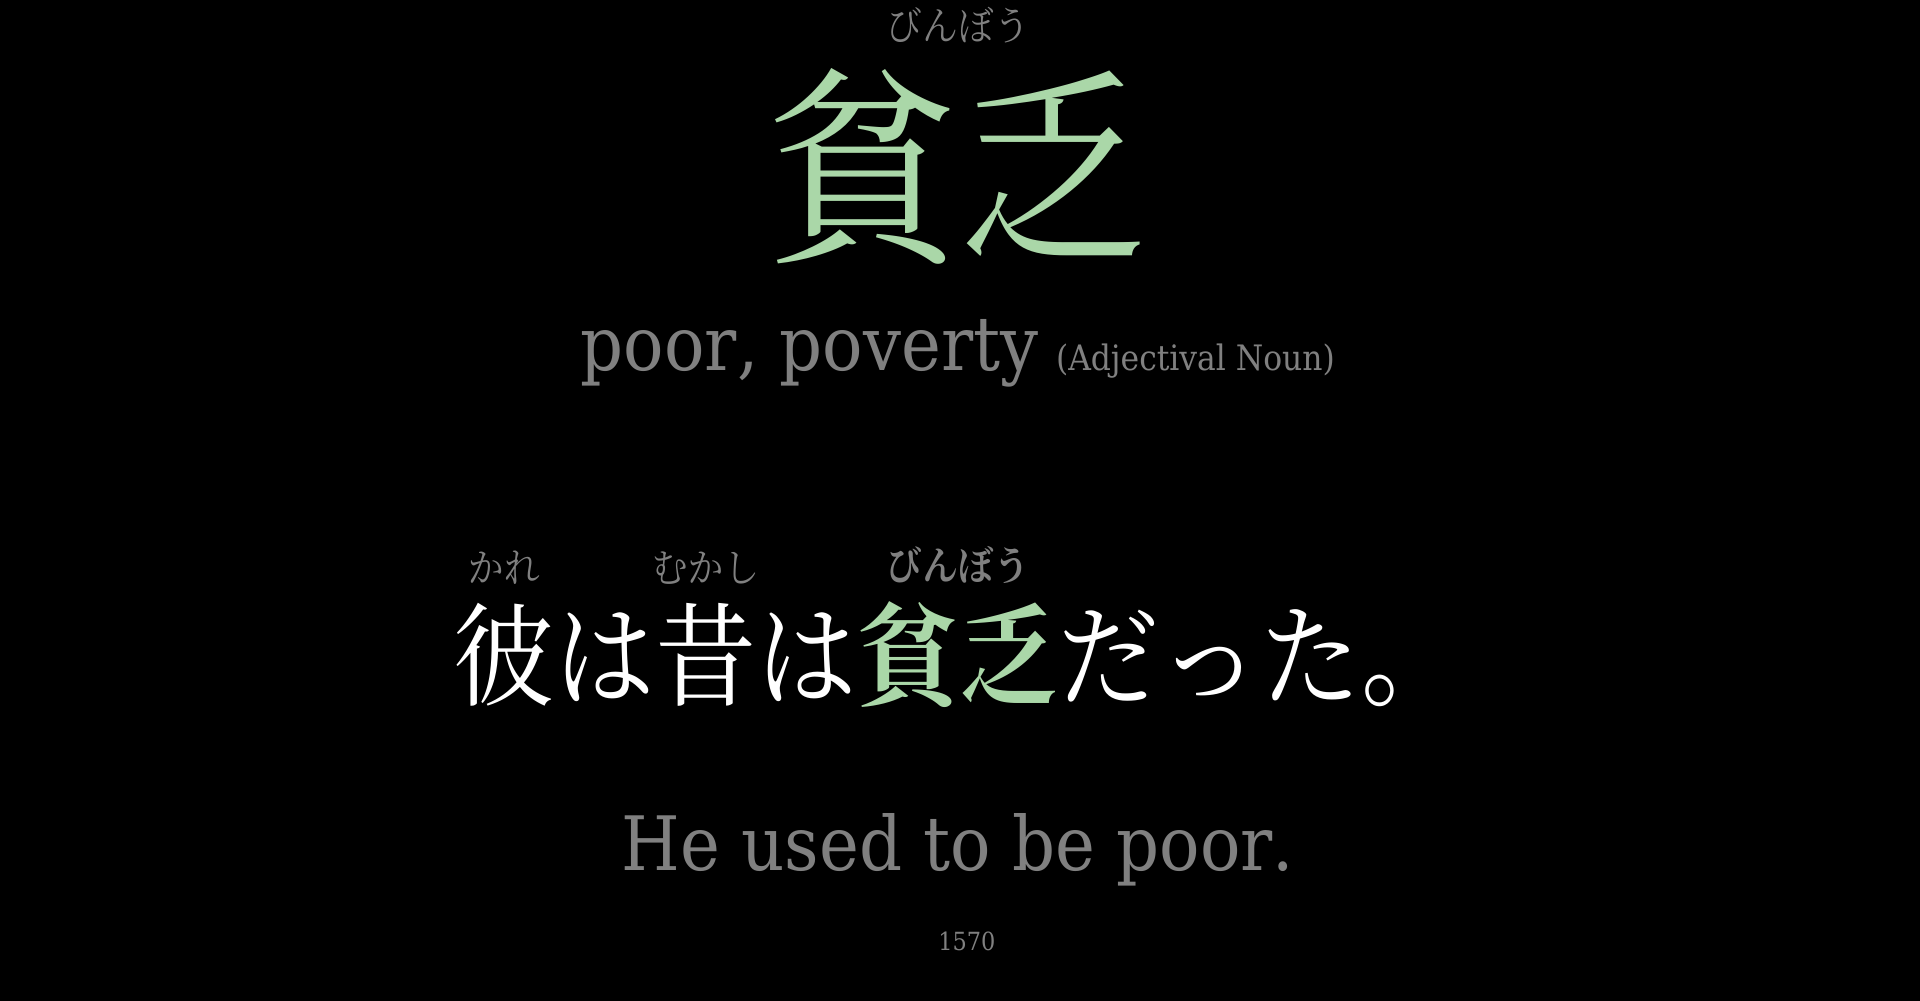 びんぼう
貧乏
poor, poverty (Adjectival Noun)
かれ むかし びんぼう
彼は昔は貧乏だった。
He used to be poor.
1570